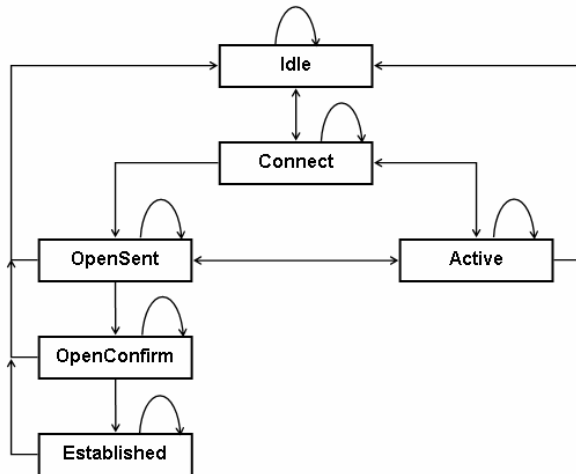 Idle
Connect
OpenSent
Active
OpenConfirm
Established